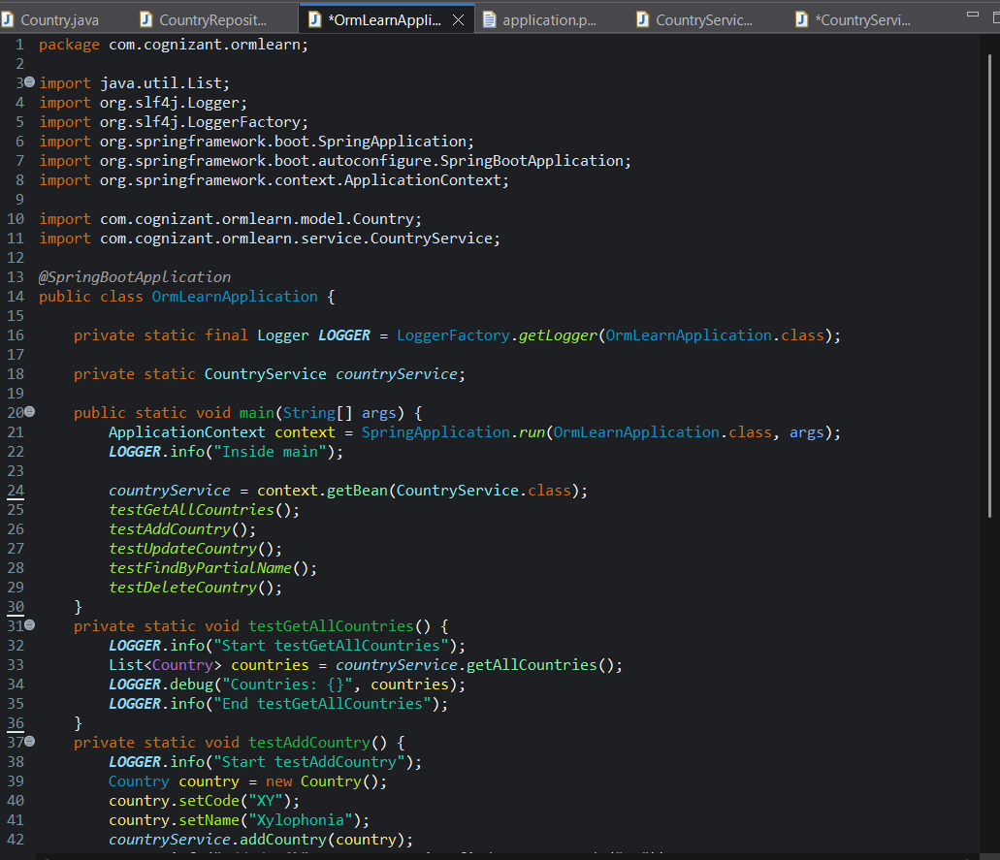 Country.java
CountryReposit...
*OrmLearnAppli...
application.p...
CountryServic...
*CountryServi...
1 package com.cognizant.ormlearn;
2
3 import java.util.List;
4 import org.slf4j.Logger;
5 import org.slf4j.LoggerFactory;
6 import org.springframework.boot.SpringApplication;
7 import org.springframework.boot.autoconfigure.SpringBootApplication;
8 import org.springframework.context.ApplicationContext;
9
10 import com.cognizant.ormlearn.model.Country;
11 import com.cognizant.ormlearn.service.CountryService;
12
13 @SpringBootApplication
14 public class OrmLearnApplication {
15
16     private static final Logger LOGGER = LoggerFactory.getLogger(OrmLearnApplication.class);
17
18     private static CountryService countryService;
19
20     public static void main(String[] args) {
21         ApplicationContext context = SpringApplication.run(OrmLearnApplication.class, args);
22         LOGGER.info("Inside main");
23
24         countryService = context.getBean(CountryService.class);
25         testGetAllCountries();
26         testAddCountry();
27         testUpdateCountry();
28         testFindByPartialName();
29         testDeleteCountry();
30     }
31     private static void testGetAllCountries() {
32         LOGGER.info("Start testGetAllCountries");
33         List<Country> countries = countryService.getAllCountries();
34         LOGGER.debug("Countries: {}", countries);
35         LOGGER.info("End testGetAllCountries");
36     }
37     private static void testAddCountry() {
38         LOGGER.info("Start testAddCountry");
39         Country country = new Country();
40         country.setCode("XY");
41         country.setName("Xylophonia");
42         countryService.addCountry(country);